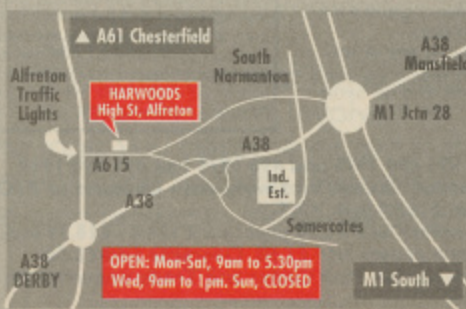 ▲ A61 Chesterfield
A38
Mansfield
South
Normanton
Alfreton
Traffic
Lights
HARWOODS
High St, Alfreton
M1 Jctn 28
A38
A615
Ind.
Est.
A38
Somercotes
A38
DERBY
OPEN: Mon-Sat, 9am to 5.30pm
Wed, 9am to 1pm. Sun, CLOSED
M1 South ▼